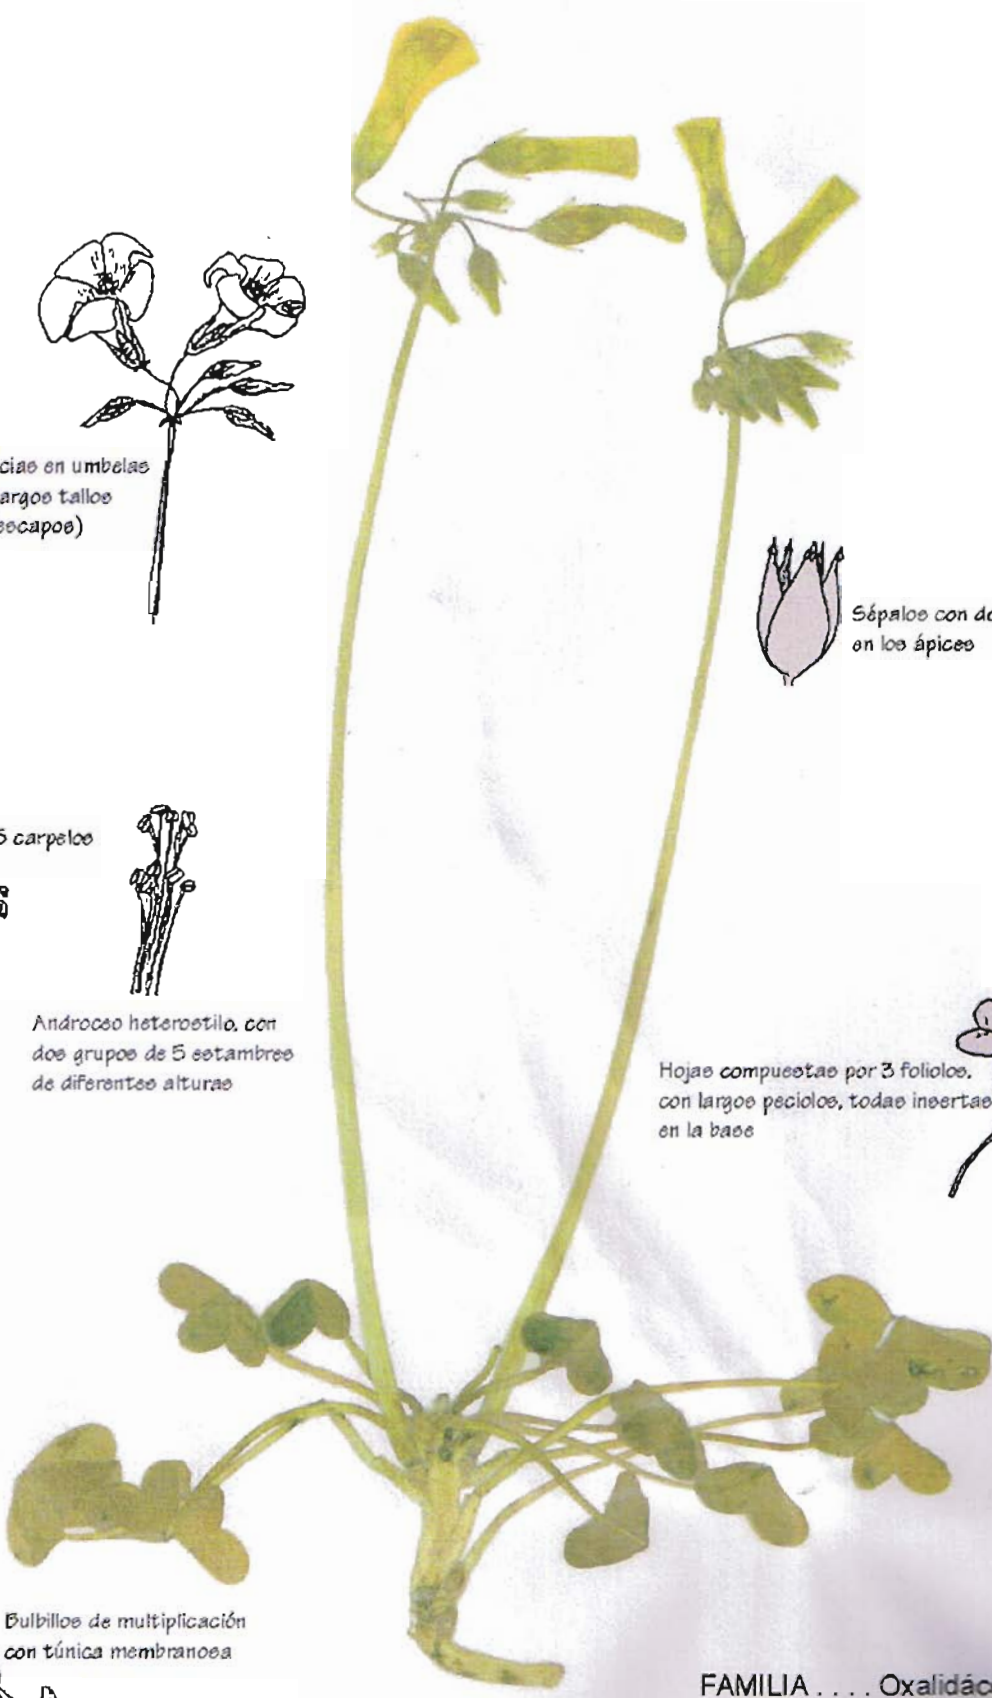 cias en umbelas
argos tallos
escapos)
Sépalos con do
en los ápices
5 carpelos
Androceo heterostilo, con
dos grupos de 5 estambres
de diferentes alturas
Hojas compuestas por 3 foliolos,
con largos peciolos, todas insertas
en la base
Bulbillos de multiplicación
con túnica membranosa
FAMILIA . . . . Oxalidác